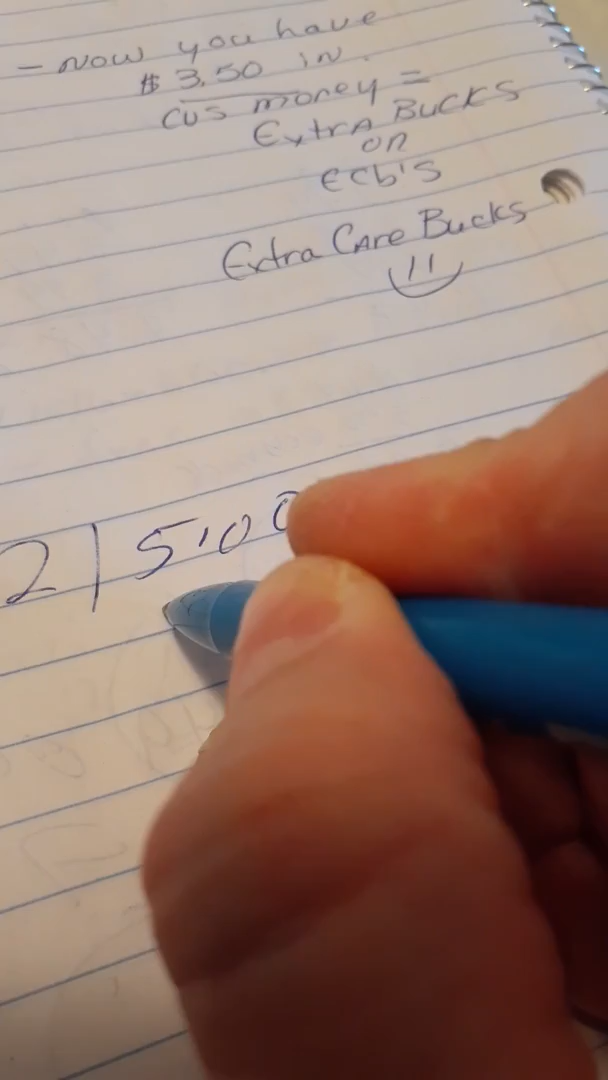 - Now you have
$ 3.50 in
CVS money =
Extra Bucks
on
ECB'S
Extra Care Bucks
2 | 5.00